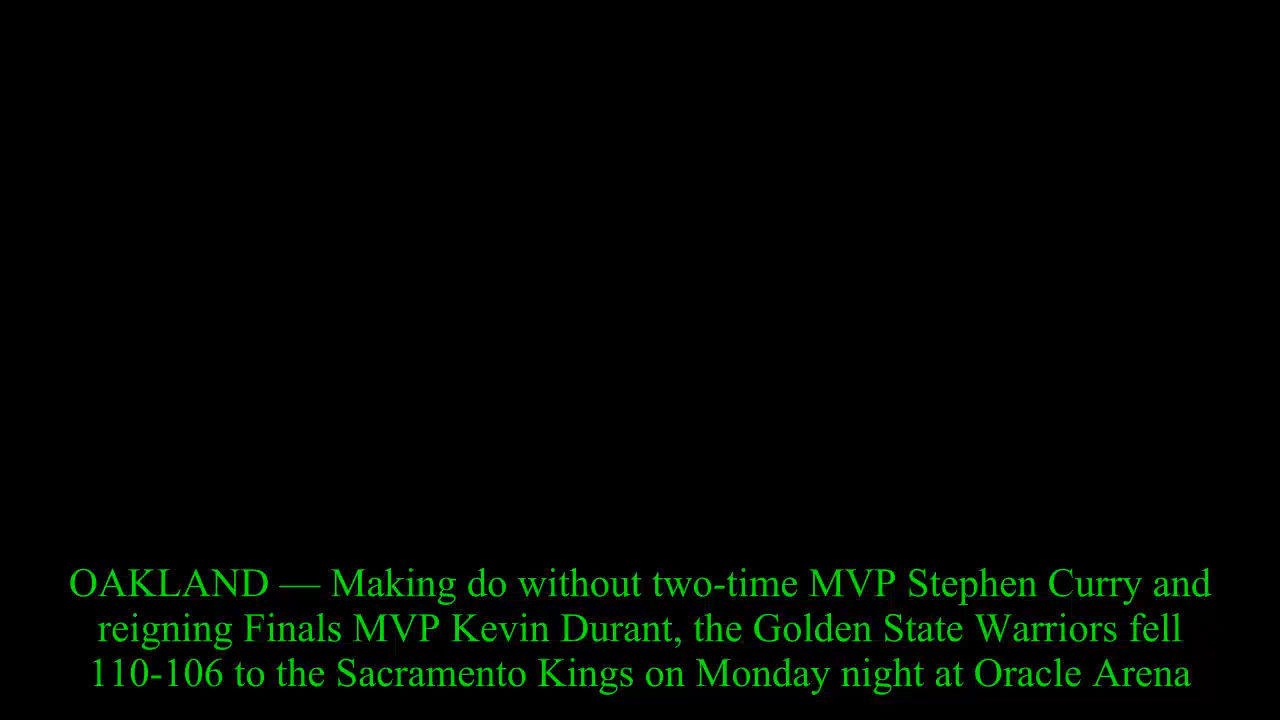 OAKLAND — Making do without two-time MVP Stephen Curry and
reigning Finals MVP Kevin Durant, the Golden State Warriors fell
110-106 to the Sacramento Kings on Monday night at Oracle Arena